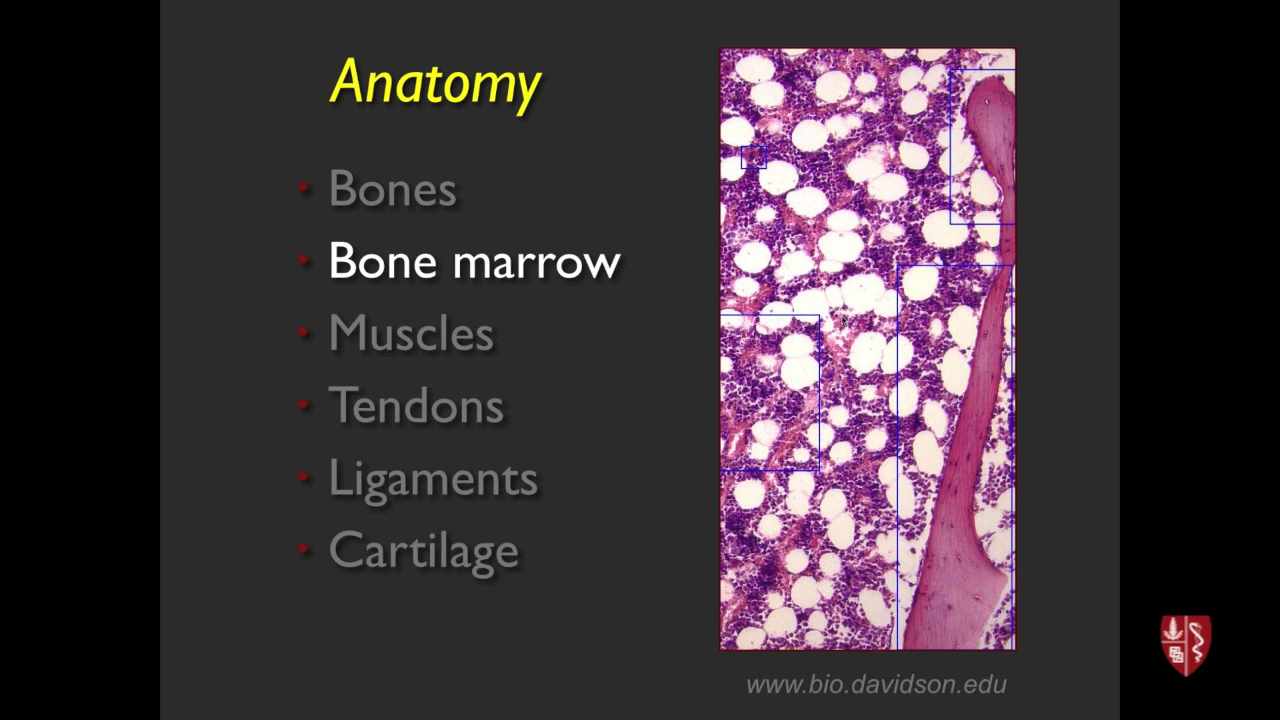 Anatomy
• Bones
• Bone marrow
• Muscles
• Tendons
• Ligaments
• Cartilage
www.bio.davidson.edu